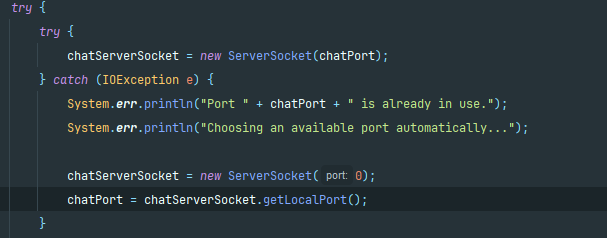 try {
try {
chatServerSocket = new ServerSocket(chatPort);
} catch (IOException e) {
System.err.println("Port " + chatPort + " is already in use.");
System.err.println("Choosing an available port automatically...");
chatServerSocket = new ServerSocket( port: 0);
chatPort = chatServerSocket.getLocalPort();
}